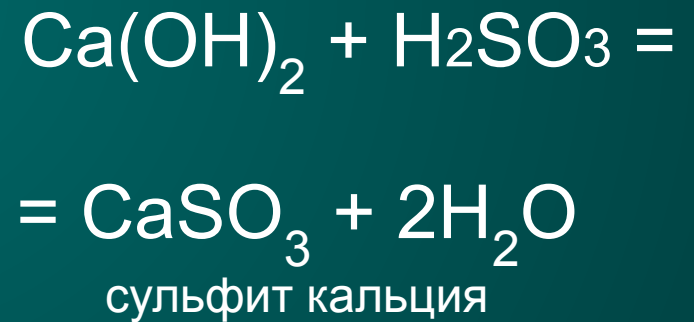 Ca(OH)₂ + H2SO3 =
= CaSO₃ + 2H₂O
сульфит кальция